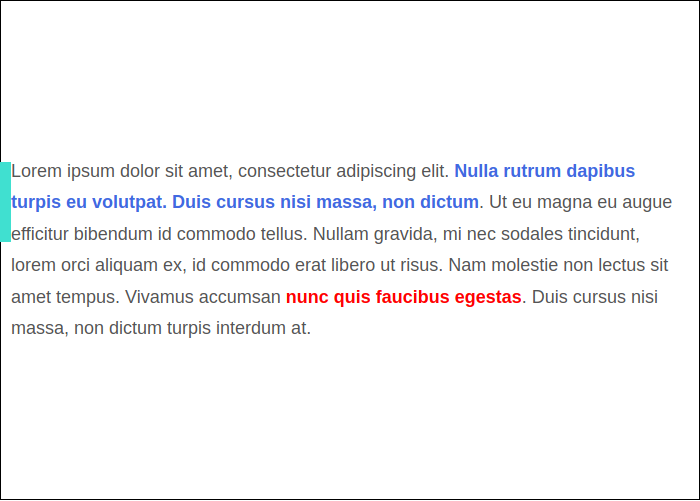 Lorem ipsum dolor sit amet, consectetur adipiscing elit. Nulla rutrum dapibus
turpis eu volutpat. Duis cursus nisi massa, non dictum. Ut eu magna eu augue
efficitur bibendum id commodo tellus. Nullam gravida, mi nec sodales tincidunt,
lorem orci aliquam ex, id commodo erat libero ut risus. Nam molestie non lectus sit
amet tempus. Vivamus accumsan nunc quis faucibus egestas. Duis cursus nisi
massa, non dictum turpis interdum at.